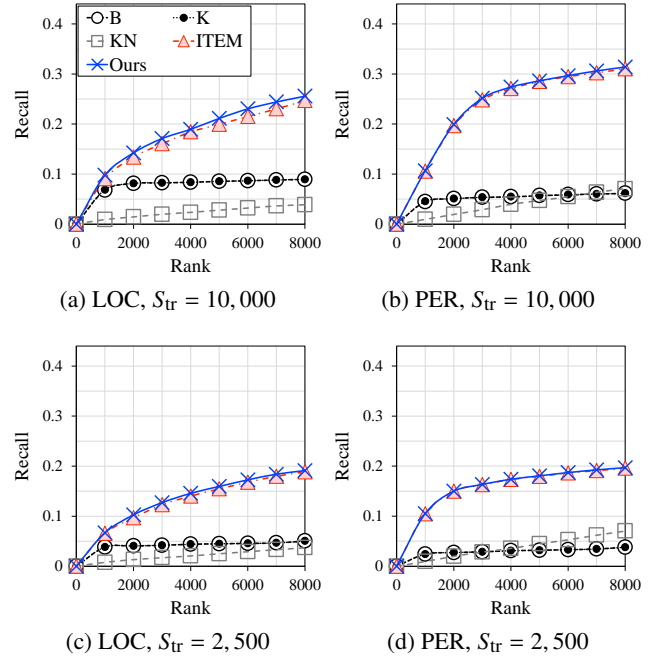 B K
KN ITEM
Ours
0.4
0.3
0.2
0.1
0
Recall
0 2000 4000 6000 8000
Rank
(a) LOC, S_tr = 10, 000
0.4
0.3
0.2
0.1
0
Recall
0 2000 4000 6000 8000
Rank
(b) PER, S_tr = 10, 000
0.4
0.3
0.2
0.1
0
Recall
0 2000 4000 6000 8000
Rank
(c) LOC, S_tr = 2, 500
0.4
0.3
0.2
0.1
0
Recall
0 2000 4000 6000 8000
Rank
(d) PER, S_tr = 2, 500